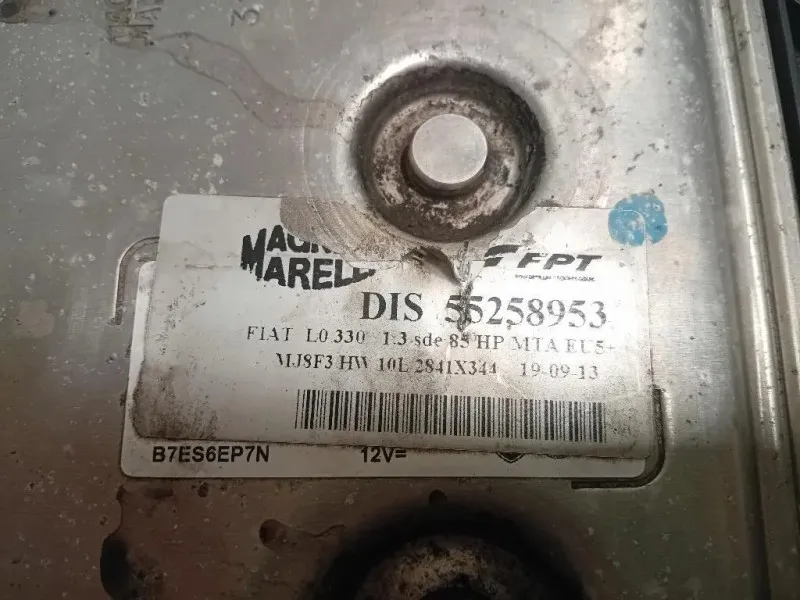 3
MARELLI
FPT
DIS 55258953
FIAT L0 330 1.3 sde 85 HP MTA EU5+
MJ8F3 HW 10L 2841X344 19-09-13
B7ES6EP7N 12V=